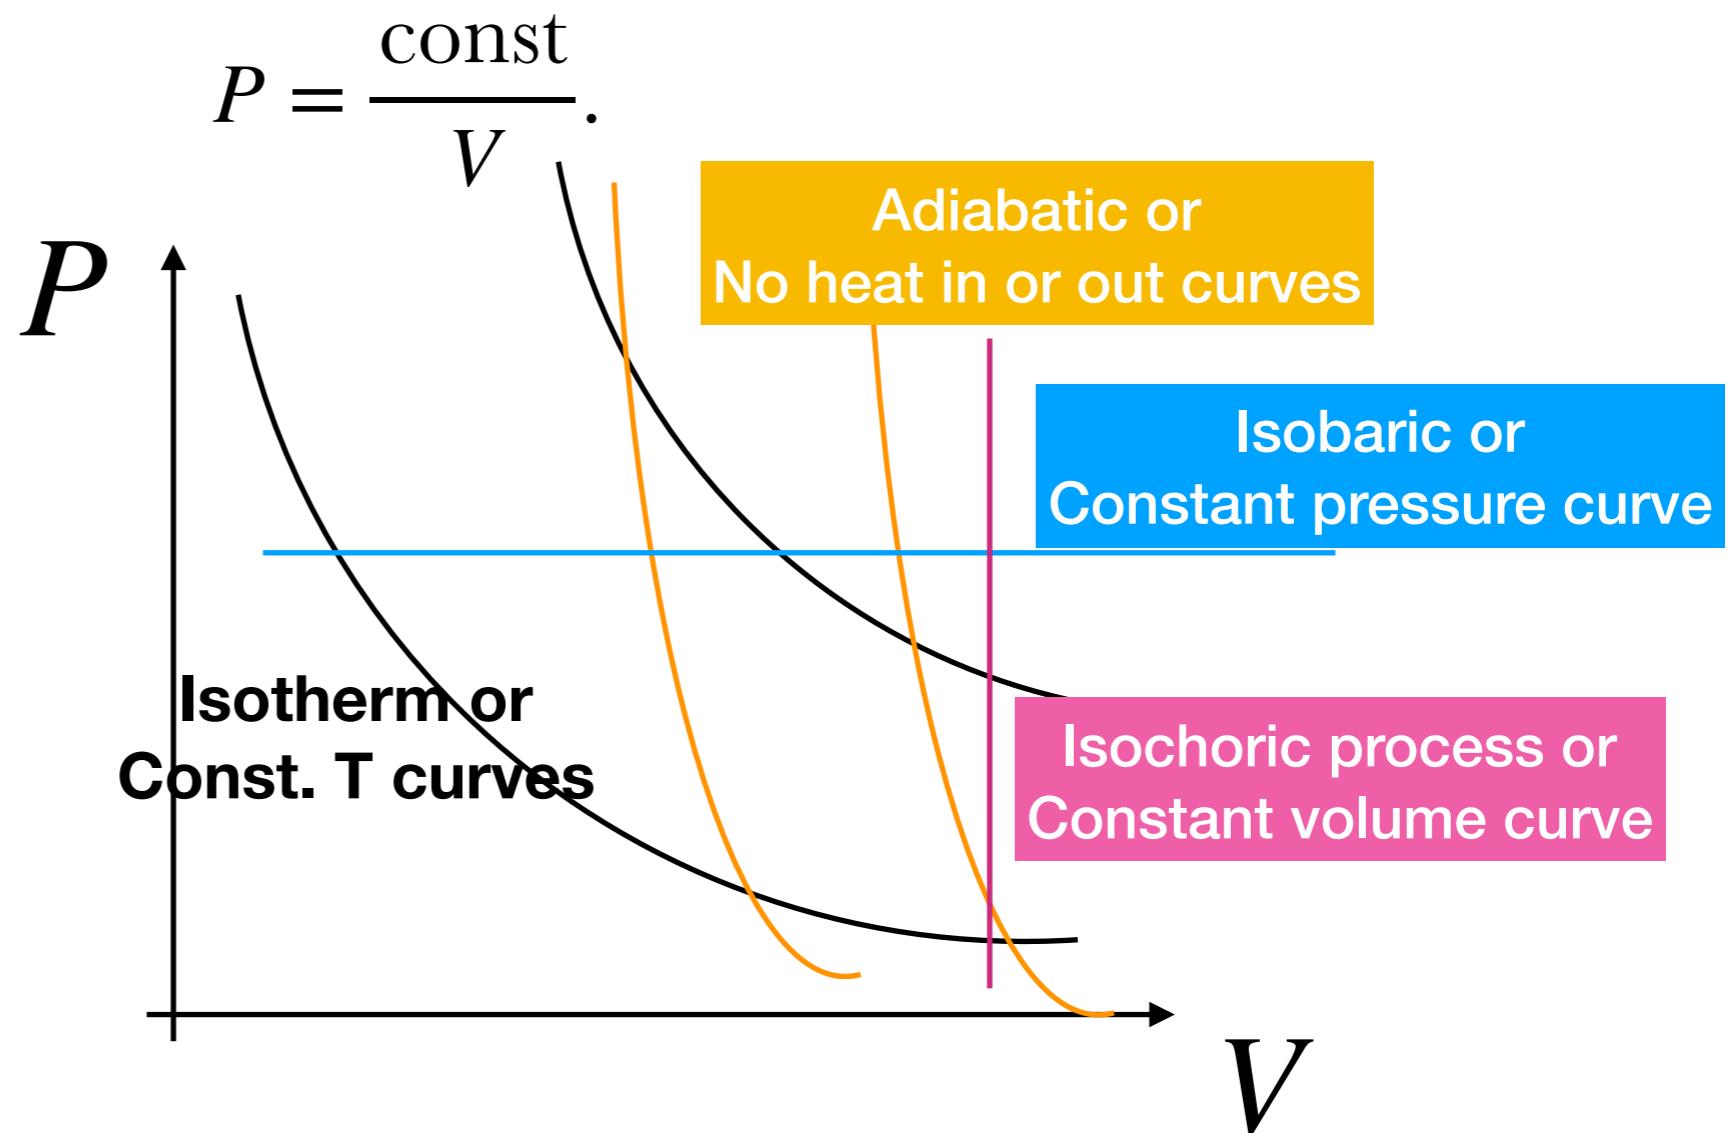 P = const / V .
P
Adiabatic or
No heat in or out curves
Isobaric or
Constant pressure curve
Isotherm or
Const. T curves
Isochoric process or
Constant volume curve
V